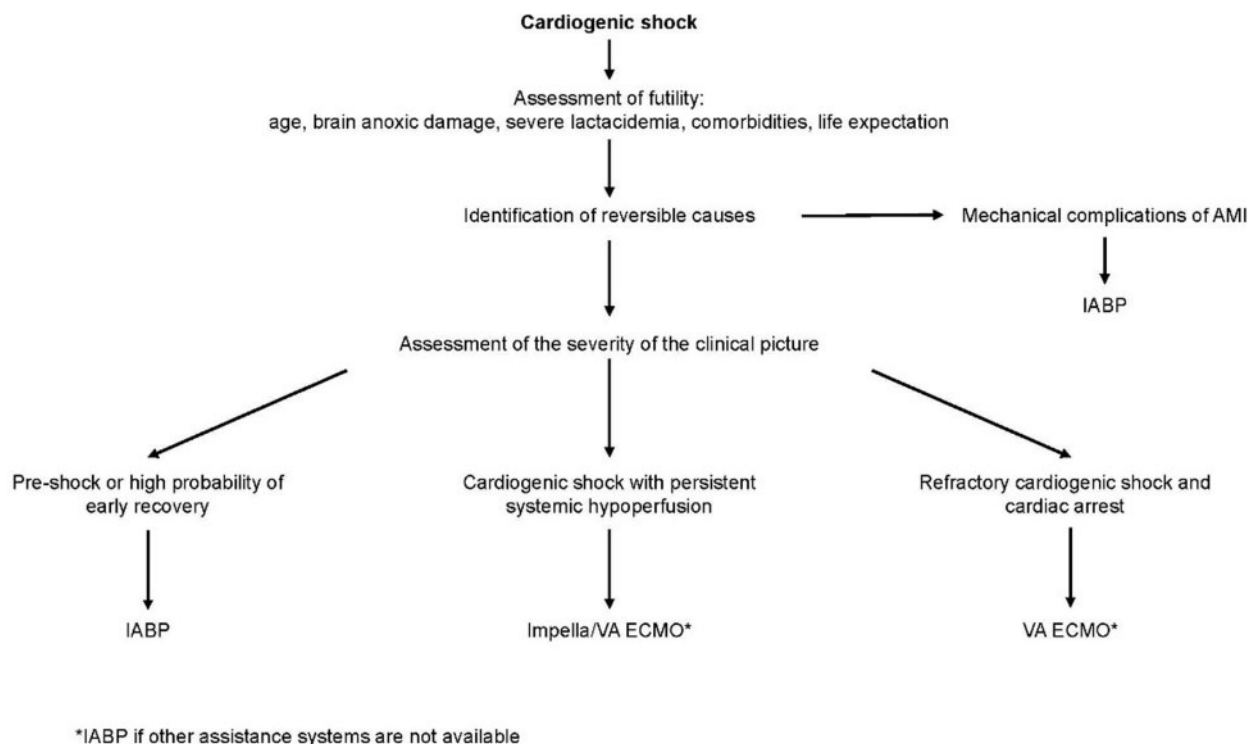 Cardiogenic shock
Assessment of futility:
age, brain anoxic damage, severe lactacidemia, comorbidities, life expectation
Identification of reversible causes
Mechanical complications of AMI
IABP
Assessment of the severity of the clinical picture
Pre-shock or high probability of
early recovery
IABP
Cardiogenic shock with persistent
systemic hypoperfusion
Impella/VA ECMO*
Refractory cardiogenic shock and
cardiac arrest
VA ECMO*
*IABP if other assistance systems are not available